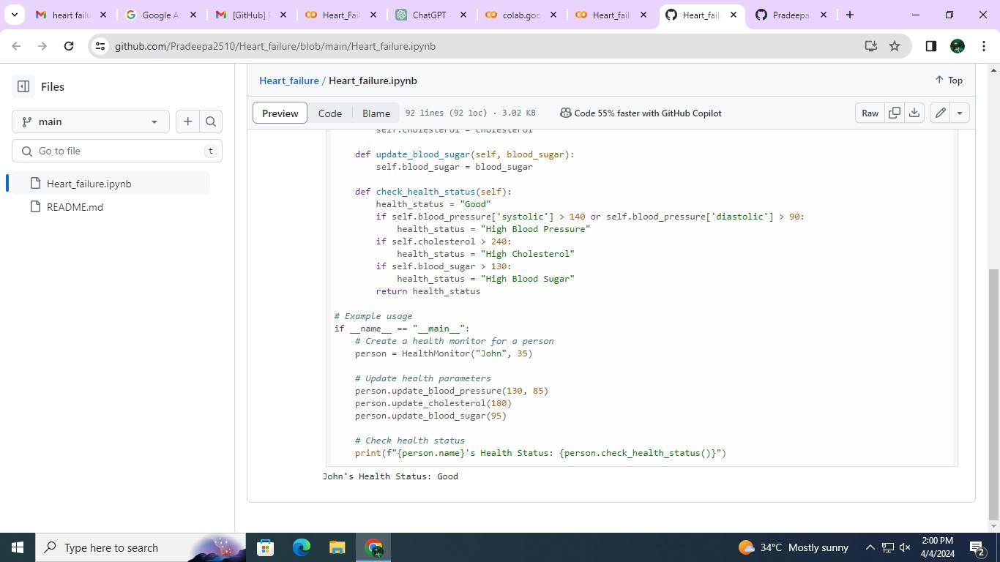 heart failu
Google A
[GitHub] P
Heart_Fai
ChatGPT
colab.goo
Heart_fail
Heart_fail
Pradeepa
github.com/Pradeepa2510/Heart_failure/blob/main/Heart_failure.ipynb
Files
main
Go to file
t
Heart_failure.ipynb
README.md
Heart_failure / Heart_failure.ipynb
Top
Preview
Code
Blame
92 lines (92 loc) · 3.02 KB
Code 55% faster with GitHub Copilot
Raw
self.cholesterol = cholesterol
def update_blood_sugar(self, blood_sugar):
self.blood_sugar = blood_sugar
def check_health_status(self):
health_status = "Good"
if self.blood_pressure['systolic'] > 140 or self.blood_pressure['diastolic'] > 90:
health_status = "High Blood Pressure"
if self.cholesterol > 240:
health_status = "High Cholesterol"
if self.blood_sugar > 130:
health_status = "High Blood Sugar"
return health_status
# Example usage
if __name__ == "__main__":
# Create a health monitor for a person
person = HealthMonitor("John", 35)
# Update health parameters
person.update_blood_pressure(130, 85)
person.update_cholesterol(180)
person.update_blood_sugar(95)
# Check health status
print(f"{person.name}'s Health Status: {person.check_health_status()}")
John's Health Status: Good
Type here to search
34°C Mostly sunny
2:00 PM
4/4/2024
2